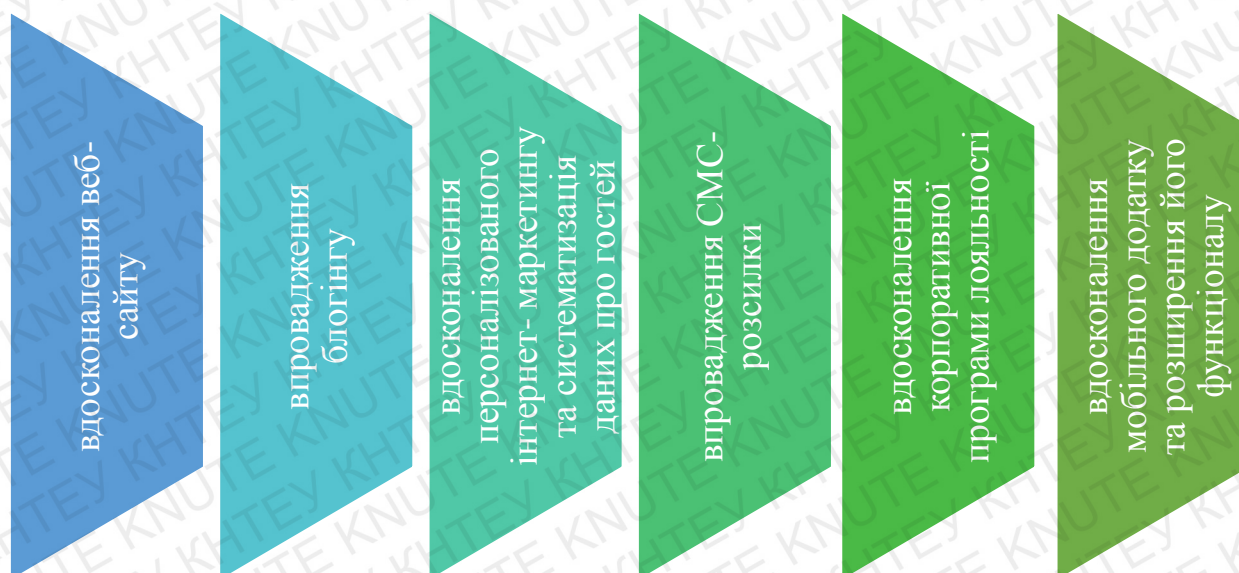 вдосконалення веб-
сайту
впровадження
блогінгу
вдосконалення
персоналізованого
інтернет- маркетингу
та систематизація
даних про гостей
впровадження СМС-
розсилки
вдосконалення
корпоративної
програми лояльності
вдосконалення
мобільного додатку
та розширення його
функціоналу